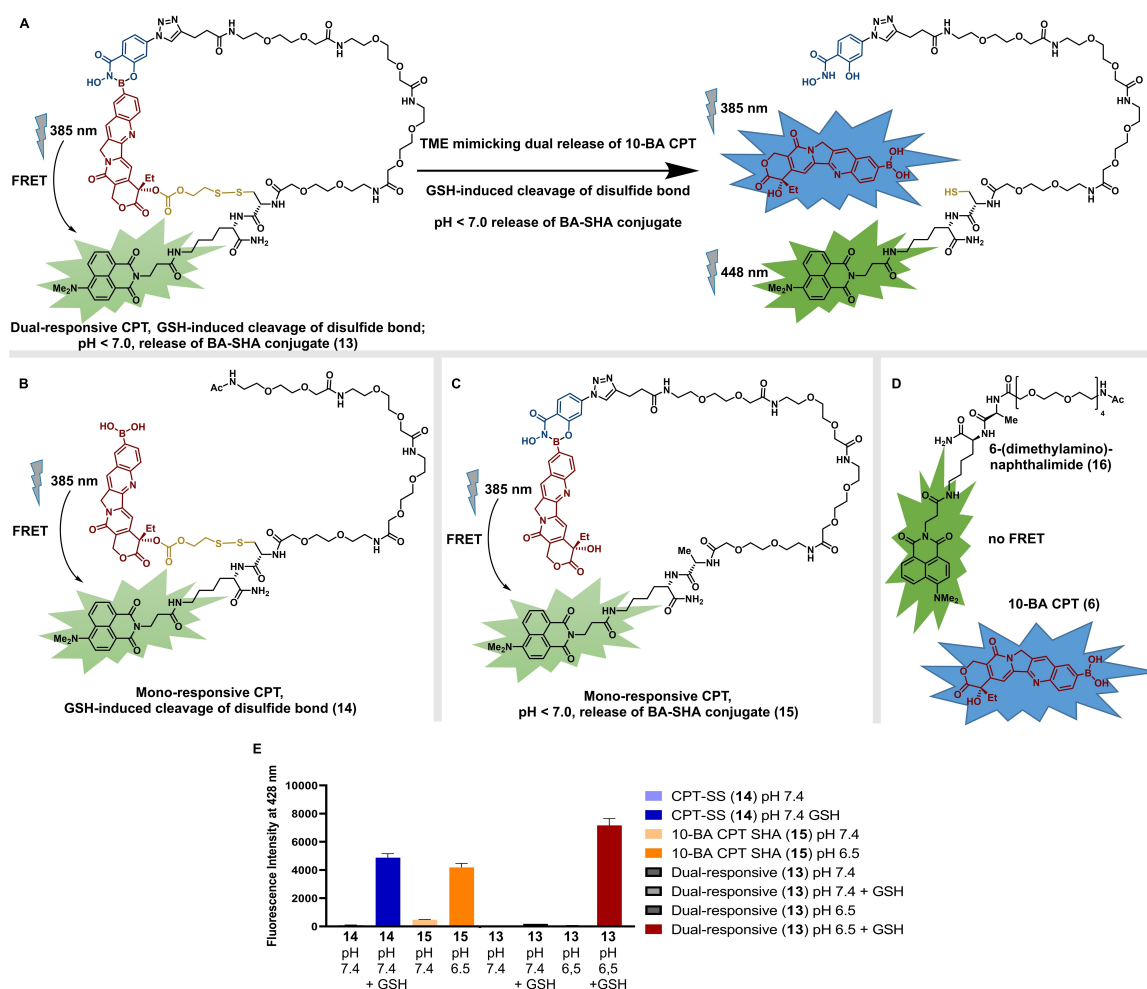 A
385 nm
FRET
TME mimicking dual release of 10-BA CPT
GSH-induced cleavage of disulfide bond
pH < 7.0 release of BA-SHA conjugate
385 nm
448 nm
Dual-responsive CPT, GSH-induced cleavage of disulfide bond;
pH < 7.0, release of BA-SHA conjugate (13)
B
385 nm
FRET
Mono-responsive CPT,
GSH-induced cleavage of disulfide bond (14)
C
385 nm
FRET
Mono-responsive CPT,
pH < 7.0, release of BA-SHA conjugate (15)
D
6-(dimethylamino)-
naphthalimide (16)
no FRET
10-BA CPT (6)
E
Fluorescence Intensity at 428 nm
10000
8000
6000
4000
2000
0
14 14 15 15 13 13 13 13
pH pH pH pH pH pH pH pH
7.4 7.4 7.4 6.5 7.4 7.4 6,5 6,5
+ GSH + GSH +GSH
CPT-SS (14) pH 7.4
CPT-SS (14) pH 7.4 GSH
10-BA CPT SHA (15) pH 7.4
10-BA CPT SHA (15) pH 6.5
Dual-responsive (13) pH 7.4
Dual-responsive (13) pH 7.4 + GSH
Dual-responsive (13) pH 6.5
Dual-responsive (13) pH 6.5 + GSH